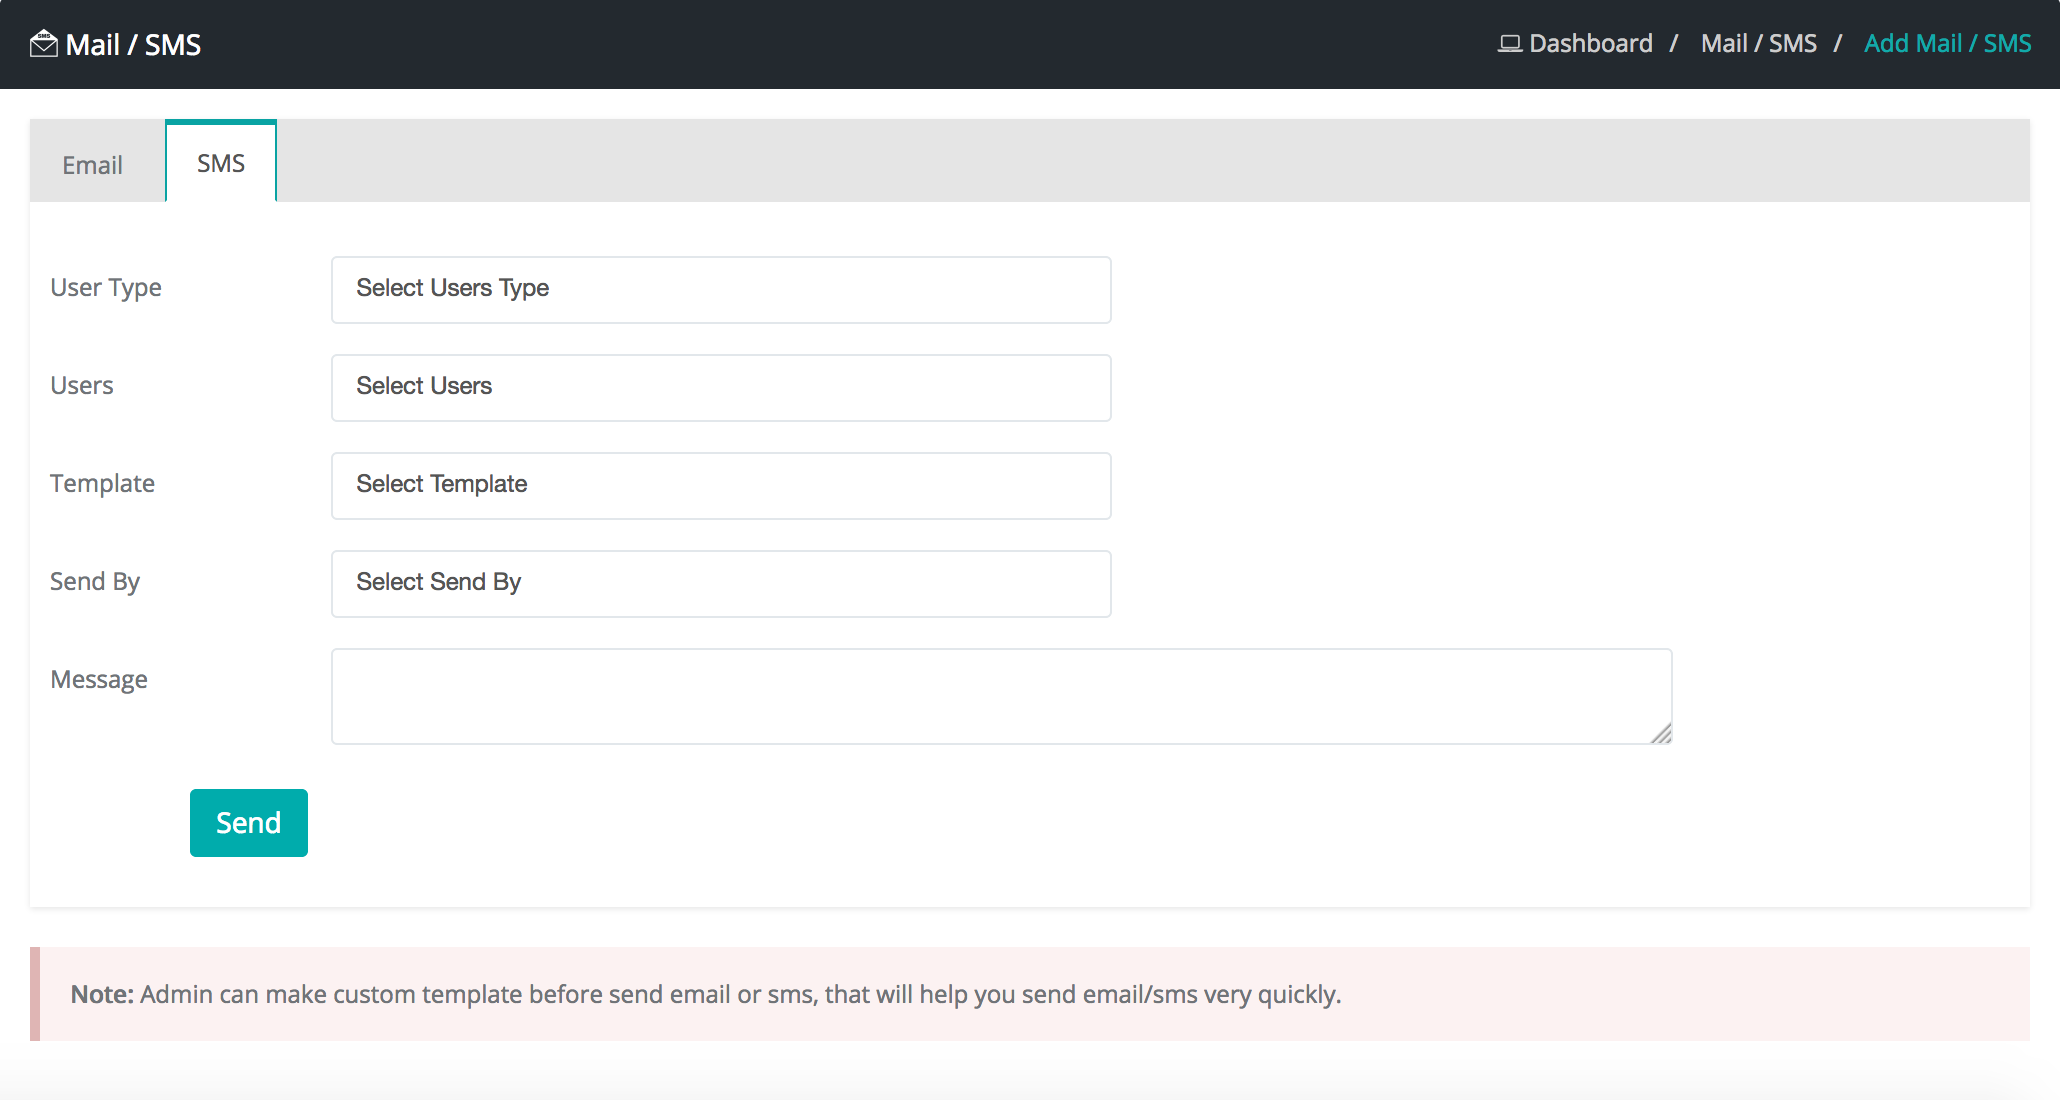 Mail / SMS
Dashboard / Mail / SMS / Add Mail / SMS
Email
SMS
User Type
Select Users Type
Users
Select Users
Template
Select Template
Send By
Select Send By
Message
Send
Note: Admin can make custom template before send email or sms, that will help you send email/sms very quickly.